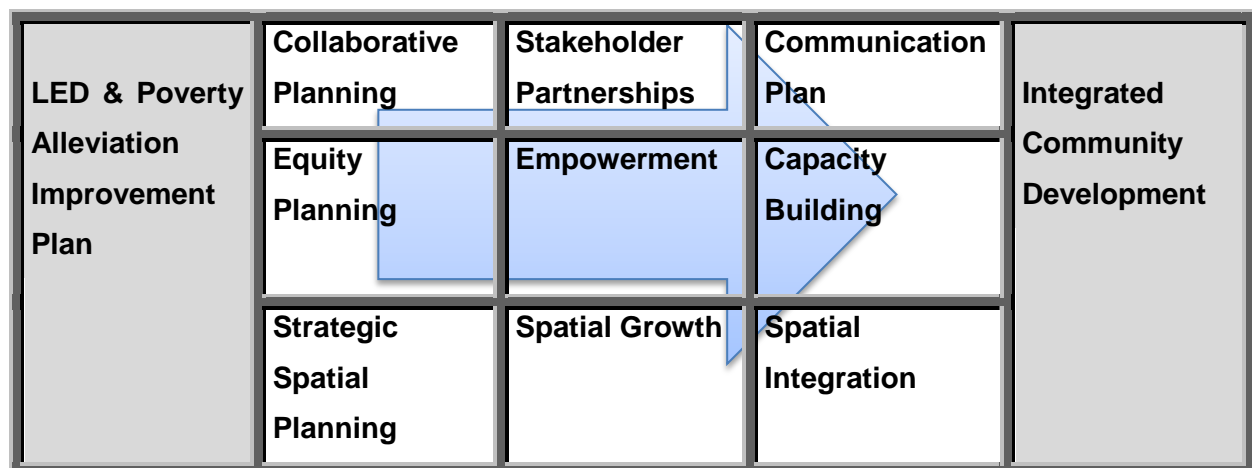 LED & Poverty
Alleviation
Improvement
Plan
Collaborative
Planning
Stakeholder
Partnerships
Communication
Plan
Equity
Planning
Empowerment
Capacity
Building
Strategic
Spatial
Planning
Spatial Growth
Spatial
Integration
Integrated
Community
Development